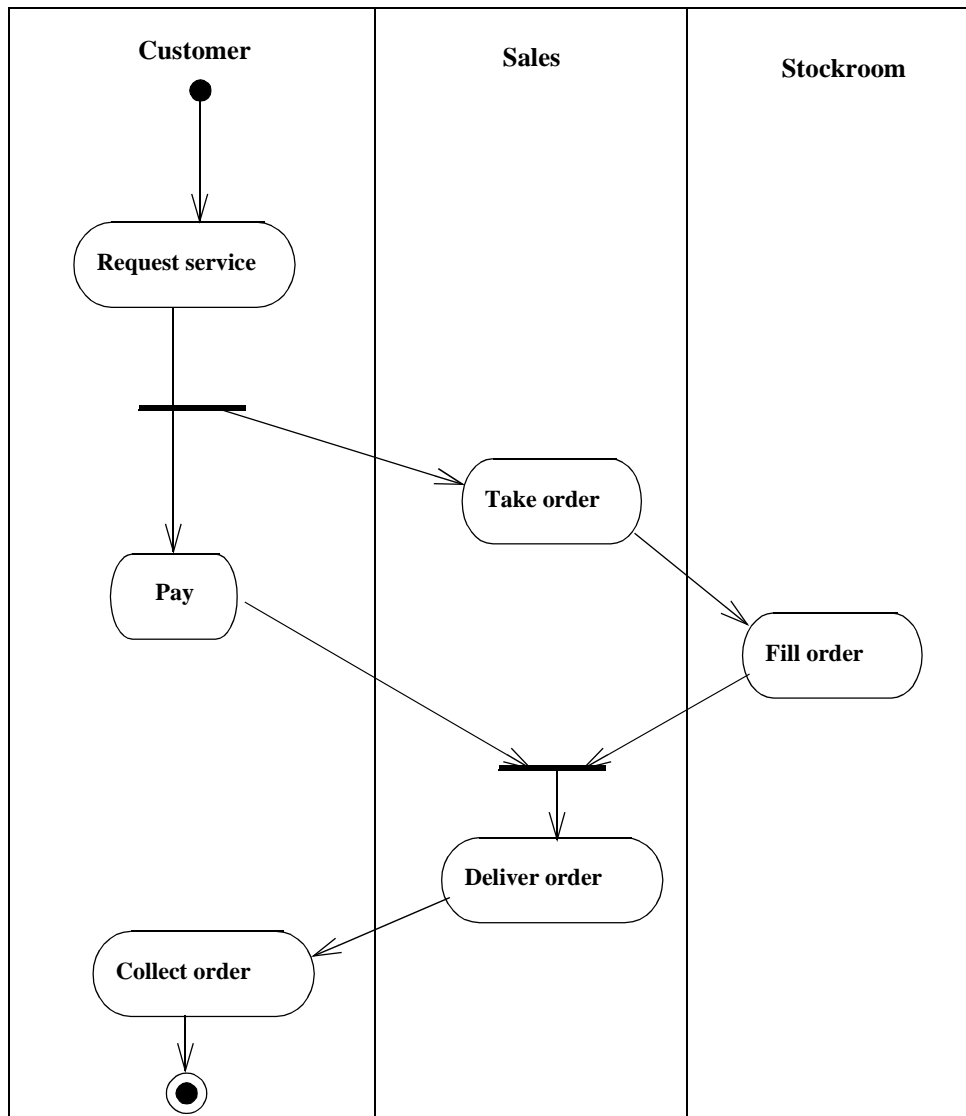 Customer
Sales
Stockroom
Request service
Take order
Pay
Fill order
Deliver order
Collect order